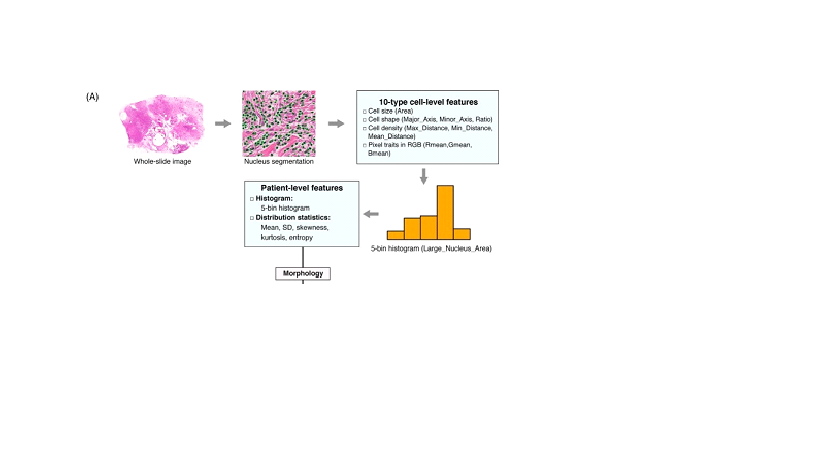 (A)
10-type cell-level features
□ Cell size (Area)
□ Cell shape (Major_Axis, Minor_Axis, Ratio)
□ Cell density (Max_Distance, Min_Distance,
Mean_Distance)
□ Pixel traits in RGB (Rmean,Gmean,
Bmean)
Whole-slide image
Nucleus segmentation
Patient-level features
□ Histogram:
5-bin histogram
□ Distribution statistics:
Mean, SD, skewness,
kurtosis, entropy
5-bin histogram (Large_Nucleus_Area)
Morphology